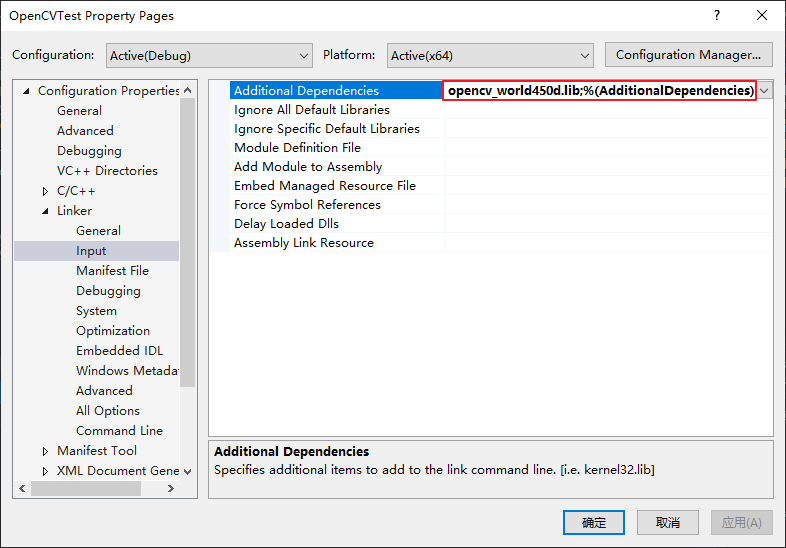 OpenCVTest Property Pages
?
Configuration: Active(Debug) Platform: Active(x64) Configuration Manager...
Configuration Properties
General
Advanced
Debugging
VC++ Directories
C/C++
Linker
General
Input
Manifest File
Debugging
System
Optimization
Embedded IDL
Windows Metada
Advanced
All Options
Command Line
Manifest Tool
XML Document Gene
Additional Dependencies opencv_world450d.lib;%(AdditionalDependencies)
Ignore All Default Libraries
Ignore Specific Default Libraries
Module Definition File
Add Module to Assembly
Embed Managed Resource File
Force Symbol References
Delay Loaded Dlls
Assembly Link Resource
Additional Dependencies
Specifies additional items to add to the link command line. [i.e. kernel32.lib]
确定 取消 应用(A)